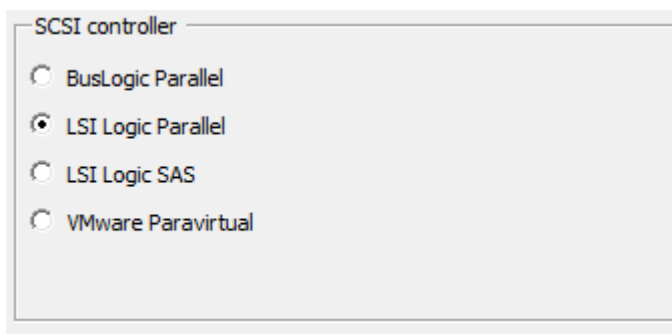 SCSI controller
BusLogic Parallel
LSI Logic Parallel
LSI Logic SAS
VMware Paravirtual